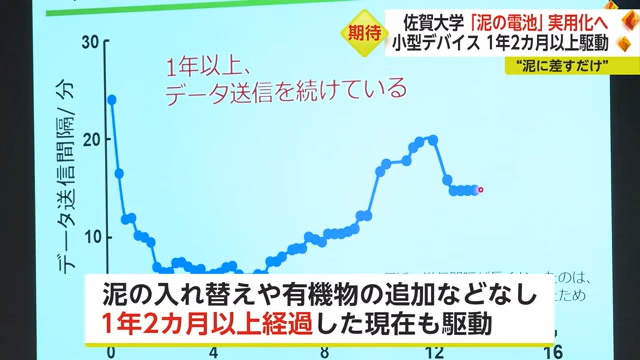 期待
佐賀大学「泥の電池」実用化へ
小型デバイス 1年2カ月以上駆動
“泥に差すだけ”
30
1年以上、
データ送信を続けている
データ送信間隔/分
20
10
たのは、
ため
泥の入れ替えや有機物の追加などなし
1年2カ月以上経過した現在も駆動
0 4 8 12 16